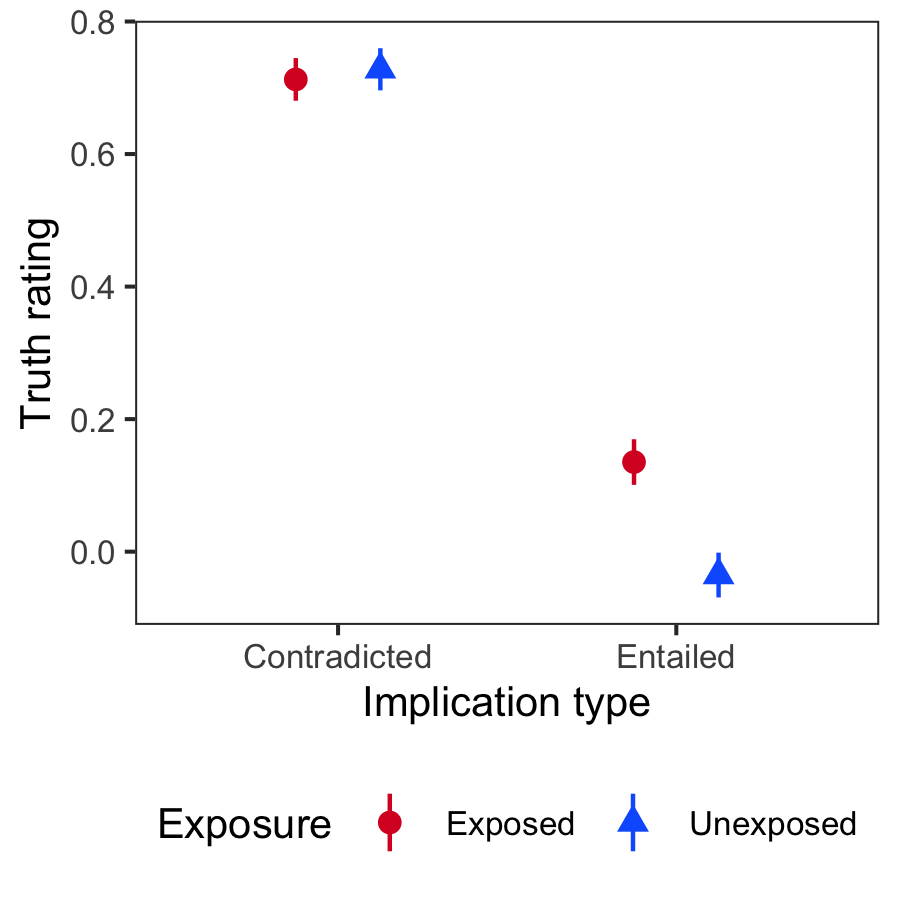 0.8
0.6
0.4
0.2
0.0
Truth rating
Contradicted Entailed
Implication type
Exposure Exposed Unexposed